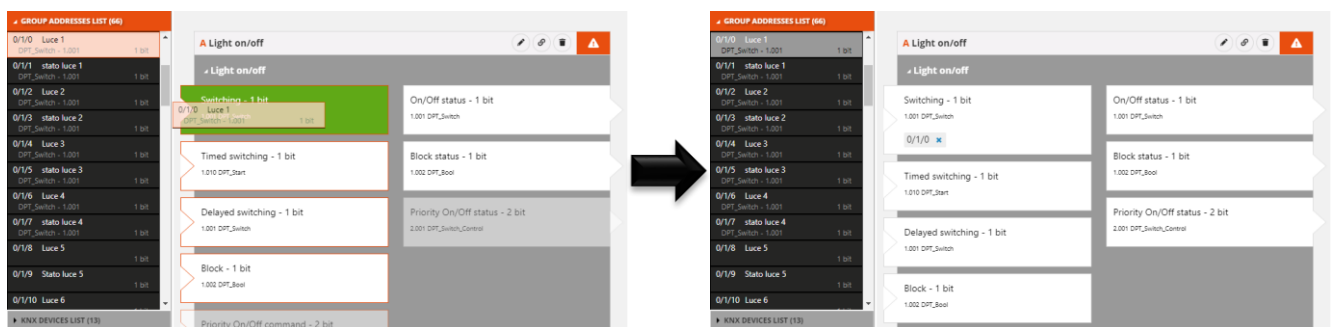 GROUP ADDRESSES LIST (66)
0/1/0 Luce 1
DPT_Switch - 1.001 1 bit
0/1/1 stato luce 1
DPT_Switch - 1.001 1 bit
0/1/2 Luce 2
DPT_Switch - 1.001 1 bit
0/1/3 stato luce 2
DPT_Switch - 1.001 1 bit
0/1/4 Luce 3
DPT_Switch - 1.001 1 bit
0/1/5 stato luce 3
DPT_Switch - 1.001 1 bit
0/1/6 Luce 4
DPT_Switch - 1.001 1 bit
0/1/7 stato luce 4
DPT_Switch - 1.001 1 bit
0/1/8 Luce 5
1 bit
0/1/9 Stato luce 5
1 bit
0/1/10 Luce 6
KNX DEVICES LIST (13)
A Light on/off
Light on/off
Switching - 1 bit
0/1/0 Luce 1
DPT_Switch - 1.001 1 bit
Timed switching - 1 bit
1.010 DPT_Start
Delayed switching - 1 bit
1.001 DPT_Switch
Block - 1 bit
1.002 DPT_Bool
Priority On/Off command - 2 bit
On/Off status - 1 bit
1.001 DPT_Switch
Block status - 1 bit
1.002 DPT_Bool
Priority On/Off status - 2 bit
2.001 DPT_Switch_Control
GROUP ADDRESSES LIST (66)
0/1/0 Luce 1
DPT_Switch - 1.001 1 bit
0/1/1 stato luce 1
DPT_Switch - 1.001 1 bit
0/1/2 Luce 2
DPT_Switch - 1.001 1 bit
0/1/3 stato luce 2
DPT_Switch - 1.001 1 bit
0/1/4 Luce 3
DPT_Switch - 1.001 1 bit
0/1/5 stato luce 3
DPT_Switch - 1.001 1 bit
0/1/6 Luce 4
DPT_Switch - 1.001 1 bit
0/1/7 stato luce 4
DPT_Switch - 1.001 1 bit
0/1/8 Luce 5
1 bit
0/1/9 Stato luce 5
1 bit
0/1/10 Luce 6
KNX DEVICES LIST (13)
A Light on/off
Light on/off
Switching - 1 bit
1.001 DPT_Switch
0/1/0 ×
Timed switching - 1 bit
1.010 DPT_Start
Delayed switching - 1 bit
1.001 DPT_Switch
Block - 1 bit
1.002 DPT_Bool
On/Off status - 1 bit
1.001 DPT_Switch
Block status - 1 bit
1.002 DPT_Bool
Priority On/Off status - 2 bit
2.001 DPT_Switch_Control